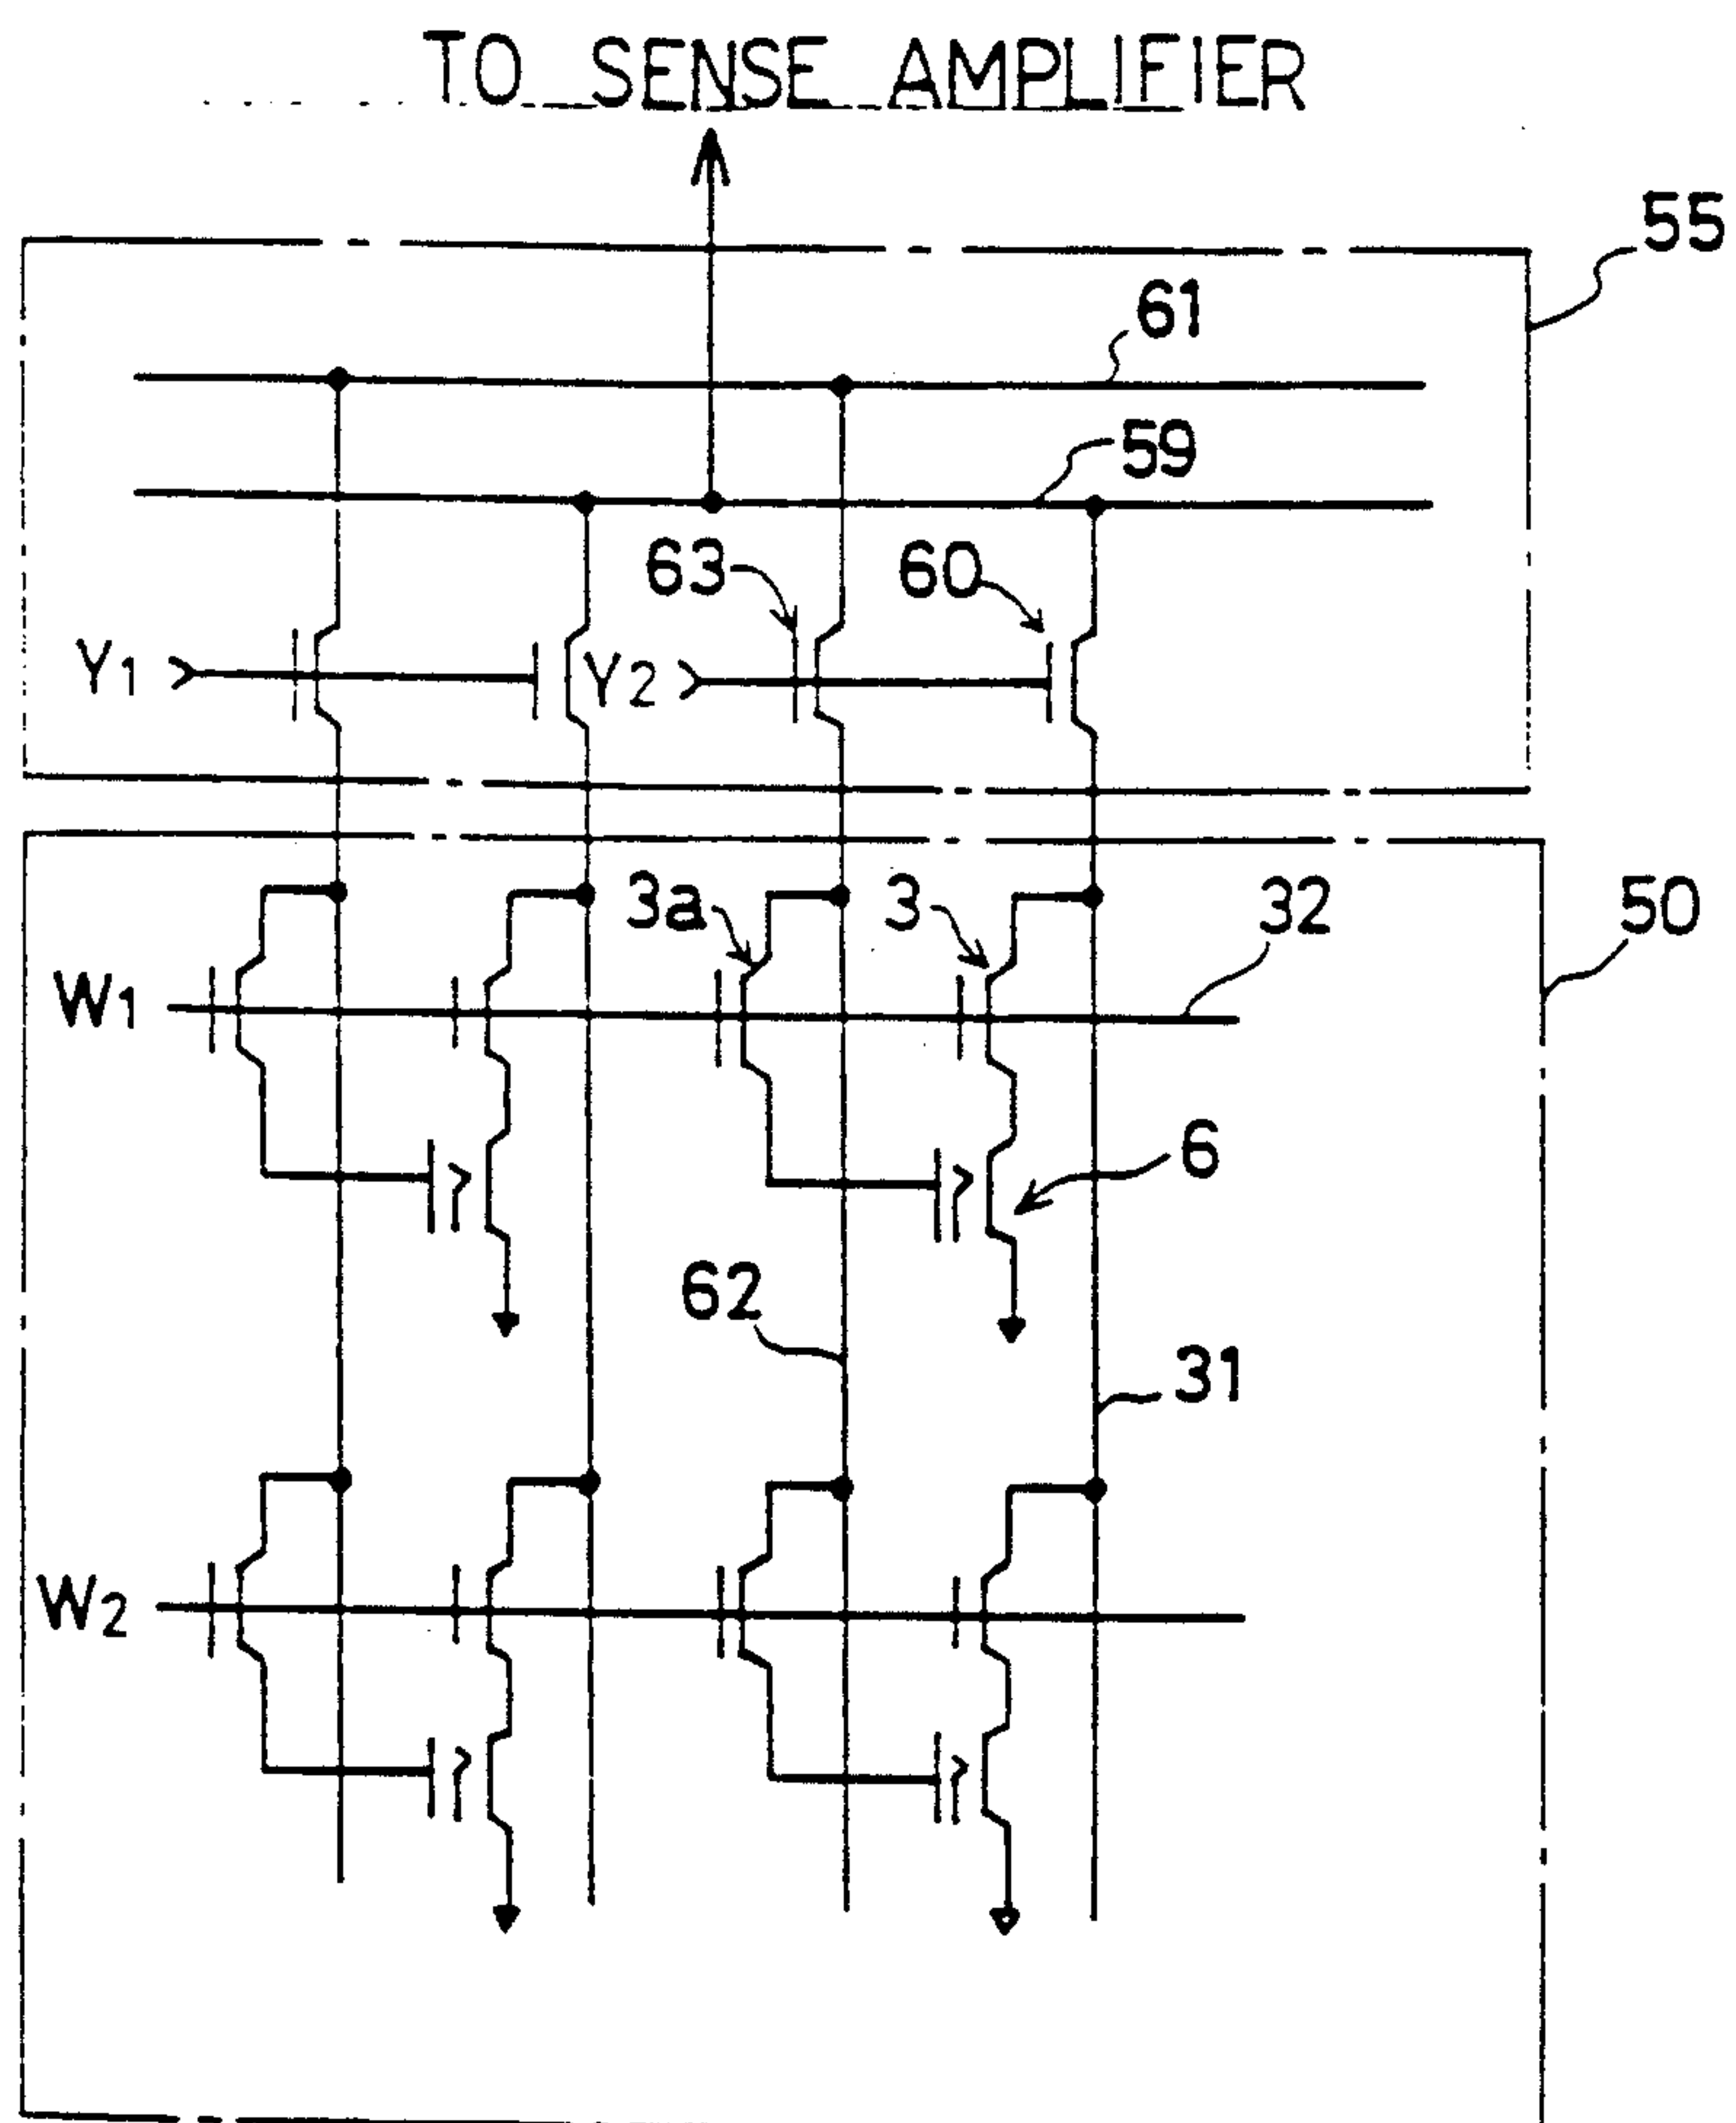 TO SENSE AMPLIFIER
55
61
59
63 60
Y1 Y2
3a 3 32 50
W1
6
62
31
W2